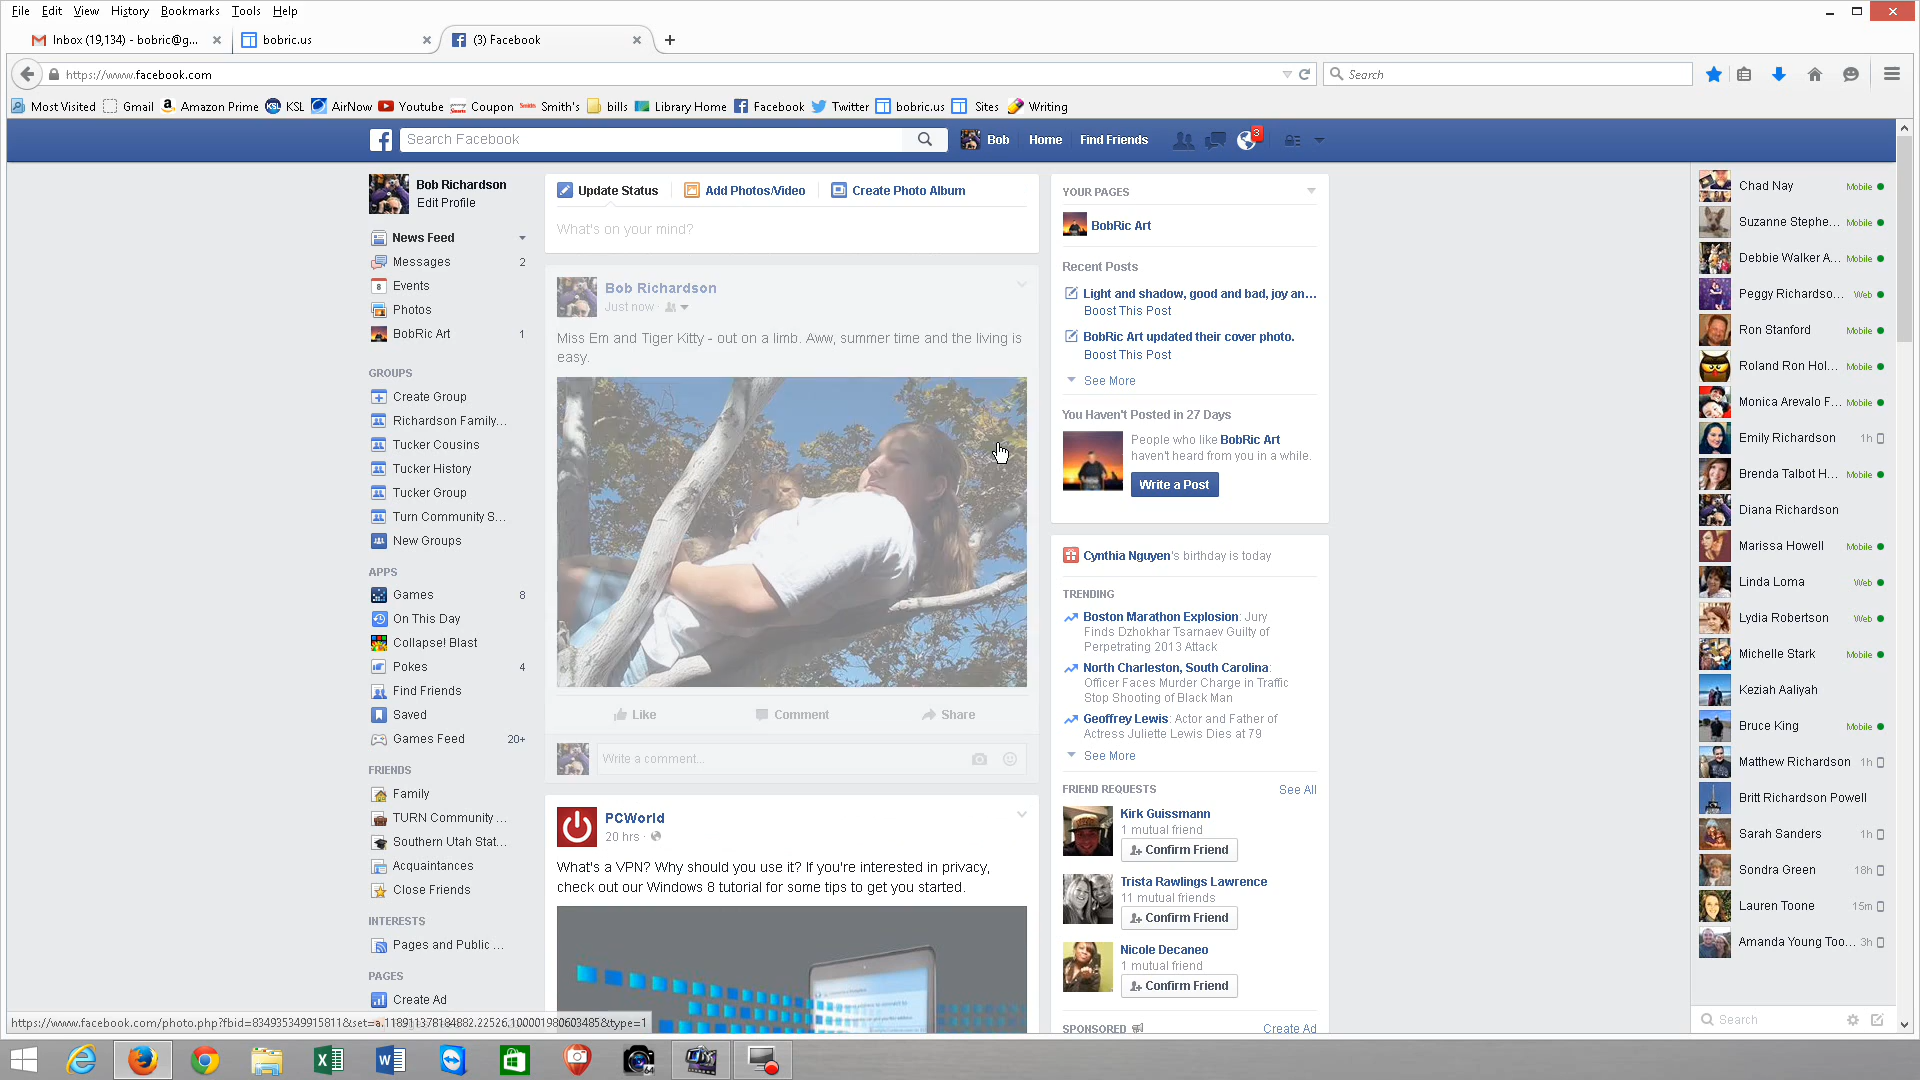 File Edit View History Bookmarks Tools Help
Inbox (19,134) - bobric@g... bobric.us (3) Facebook
https://www.facebook.com Search
Most Visited Gmail Amazon Prime KSL AirNow Youtube Coupon Smith's bills Library Home Facebook Twitter bobric.us Sites Writing
Search Facebook Bob Home Find Friends 3
Bob Richardson
Edit Profile
News Feed
Messages 2
Events
Photos
BobRic Art 1
GROUPS
Create Group
Richardson Family...
Tucker Cousins
Tucker History
Tucker Group
Turn Community S...
New Groups
APPS
Games 8
On This Day
Collapse! Blast
Pokes 4
Find Friends
Saved
Games Feed 20+
FRIENDS
Family
TURN Community ...
Southern Utah Stat...
Acquaintances
Close Friends
INTERESTS
Pages and Public ...
PAGES
Create Ad
https://www.facebook.com/photo.php?fbid=834935349915811&set=a.118911378184882.22526.100001980603485&type=1
Update Status Add Photos/Video Create Photo Album
What's on your mind?
Bob Richardson
Just now
Miss Em and Tiger Kitty - out on a limb. Aww, summer time and the living is
easy.
Like Comment Share
Write a comment...
PCWorld
20 hrs
What's a VPN? Why should you use it? If you're interested in privacy,
check out our Windows 8 tutorial for some tips to get you started.
YOUR PAGES
BobRic Art
Recent Posts
Light and shadow, good and bad, joy an...
Boost This Post
BobRic Art updated their cover photo.
Boost This Post
See More
You Haven't Posted in 27 Days
People who like BobRic Art
haven't heard from you in a while.
Write a Post
Cynthia Nguyen's birthday is today
TRENDING
Boston Marathon Explosion: Jury
Finds Dzhokhar Tsarnaev Guilty of
Perpetrating 2013 Attack
North Charleston, South Carolina:
Officer Faces Murder Charge in Traffic
Stop Shooting of Black Man
Geoffrey Lewis: Actor and Father of
Actress Juliette Lewis Dies at 79
See More
FRIEND REQUESTS See All
Kirk Guissmann
1 mutual friend
Confirm Friend
Trista Rawlings Lawrence
11 mutual friends
Confirm Friend
Nicole Decaneo
1 mutual friend
Confirm Friend
SPONSORED Create Ad
Chad Nay Mobile
Suzanne Stephe... Mobile
Debbie Walker A... Mobile
Peggy Richardso... Web
Ron Stanford Mobile
Roland Ron Hol... Mobile
Monica Arevalo F... Mobile
Emily Richardson 1h
Brenda Talbot H... Mobile
Diana Richardson
Marissa Howell Mobile
Linda Loma Web
Lydia Robertson Web
Michelle Stark Mobile
Keziah Aaliyah
Bruce King Mobile
Matthew Richardson 1h
Britt Richardson Powell
Sarah Sanders 1h
Sondra Green 18h
Lauren Toone 15m
Amanda Young Too... 3h
Search